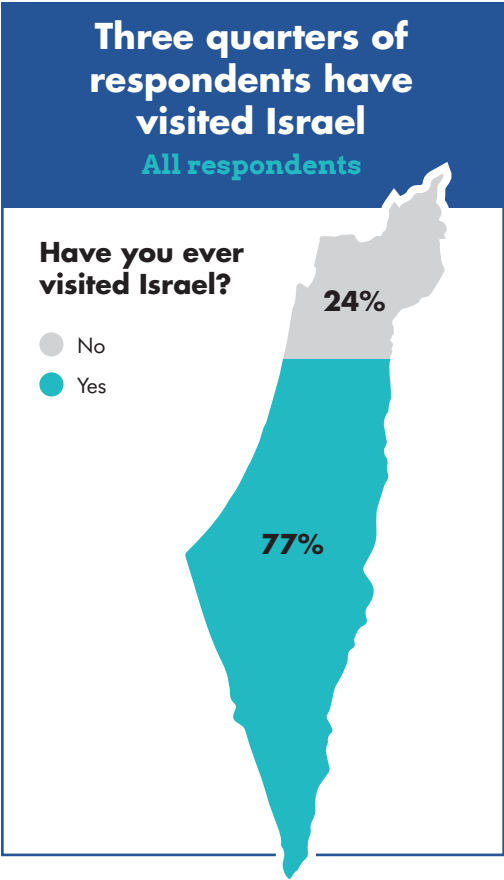 Three quarters of
respondents have
visited Israel
All respondents
Have you ever
visited Israel?
No
Yes
24%
77%